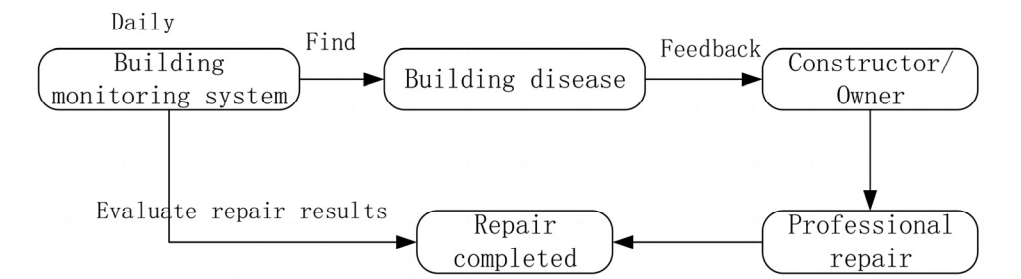 Daily
Find
Feedback
Building
monitoring system
Building disease
Constructor/
Owner
Evaluate repair results
Repair
completed
Professional
repair